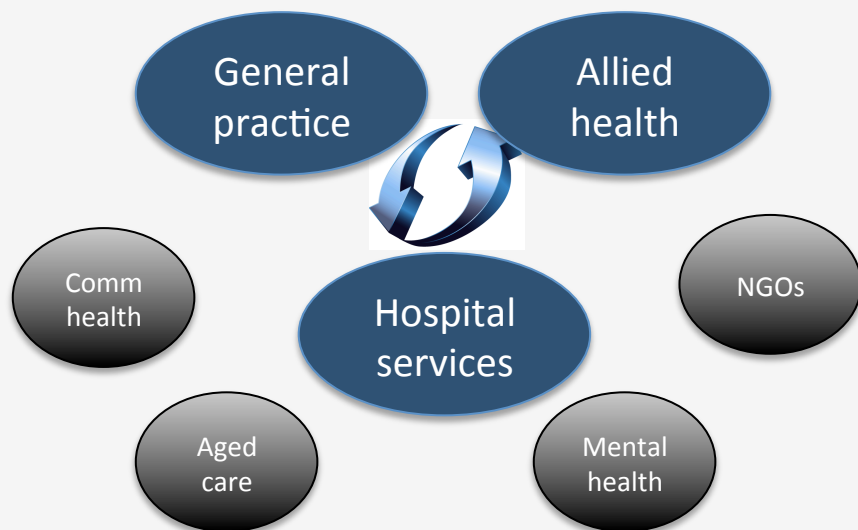 General
practice
Allied
health
Comm
health
NGOs
Hospital
services
Aged
care
Mental
health